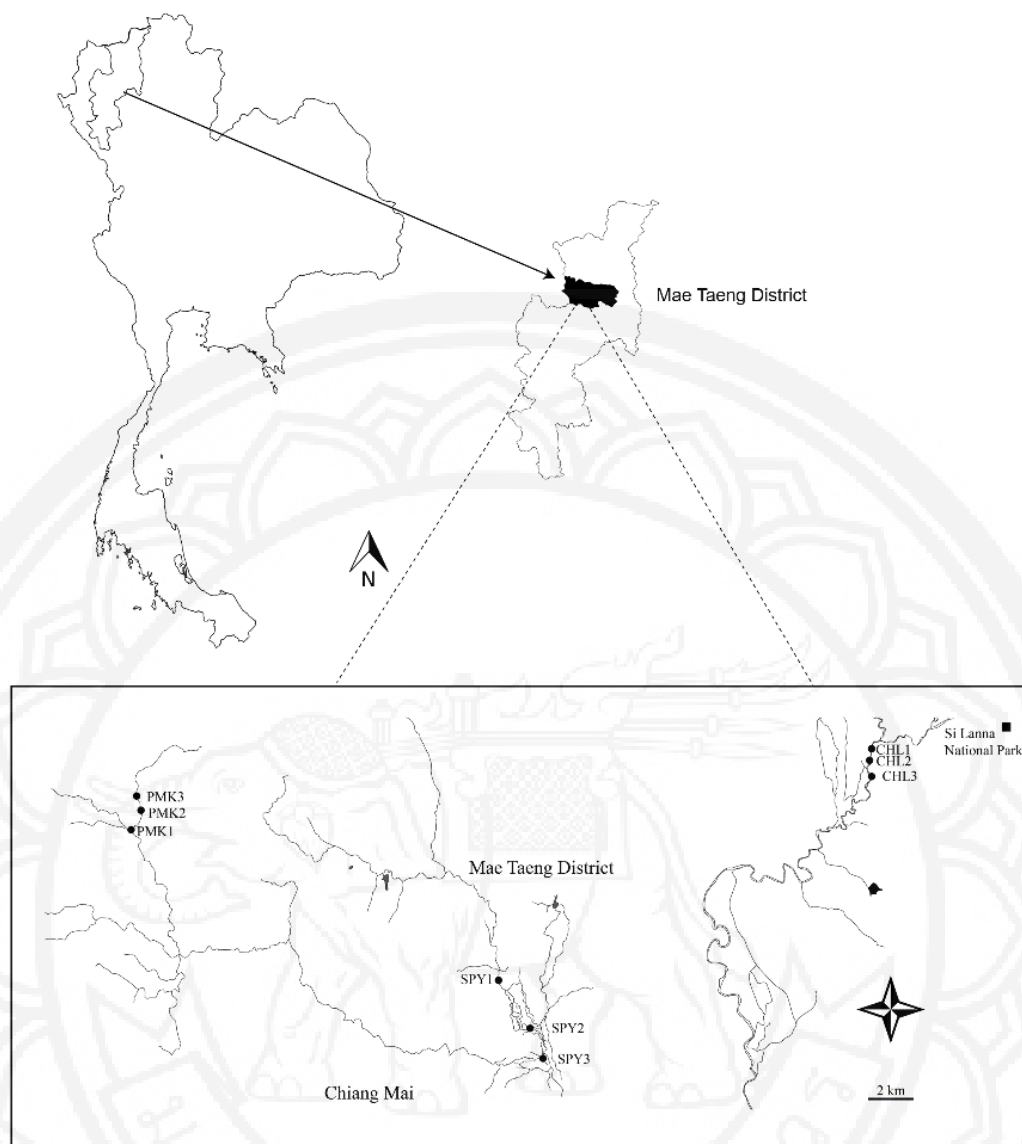 Mae Taeng District
N
Si Lanna
National Park
CHL1
CHL2
CHL3
PMK3
PMK2
PMK1
Mae Taeng District
SPY1
SPY2
SPY3
Chiang Mai
2 km